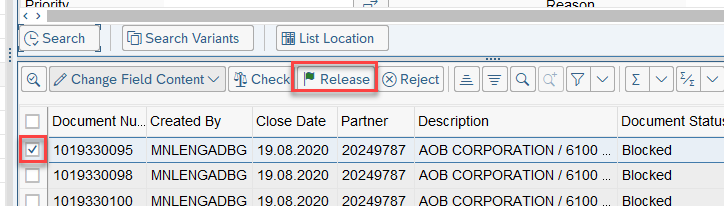 Priority Reason
Search Search Variants List Location
Change Field Content Check Release Reject Σ Σ/Σ
Document Nu... Created By Close Date Partner Description Document Status
1019330095 MNLENGADBG 19.08.2020 20249787 AOB CORPORATION / 6100 ... Blocked
1019330098 MNLENGADBG 19.08.2020 20249787 AOB CORPORATION / 6100 ... Blocked
1019330100 MNLENGADBG 19.08.2020 20249787 AOB CORPORATION / 6100 ... Blocked